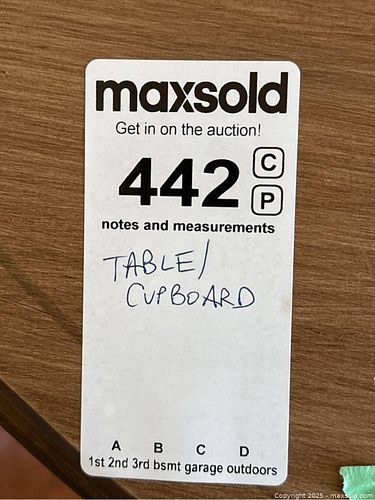 maxsold
Get in on the auction!
442 C
P
notes and measurements
TABLE/
CUPBOARD
A B C D
1st 2nd 3rd bsmt garage outdoors
Copyright 2025 - maxsold.com